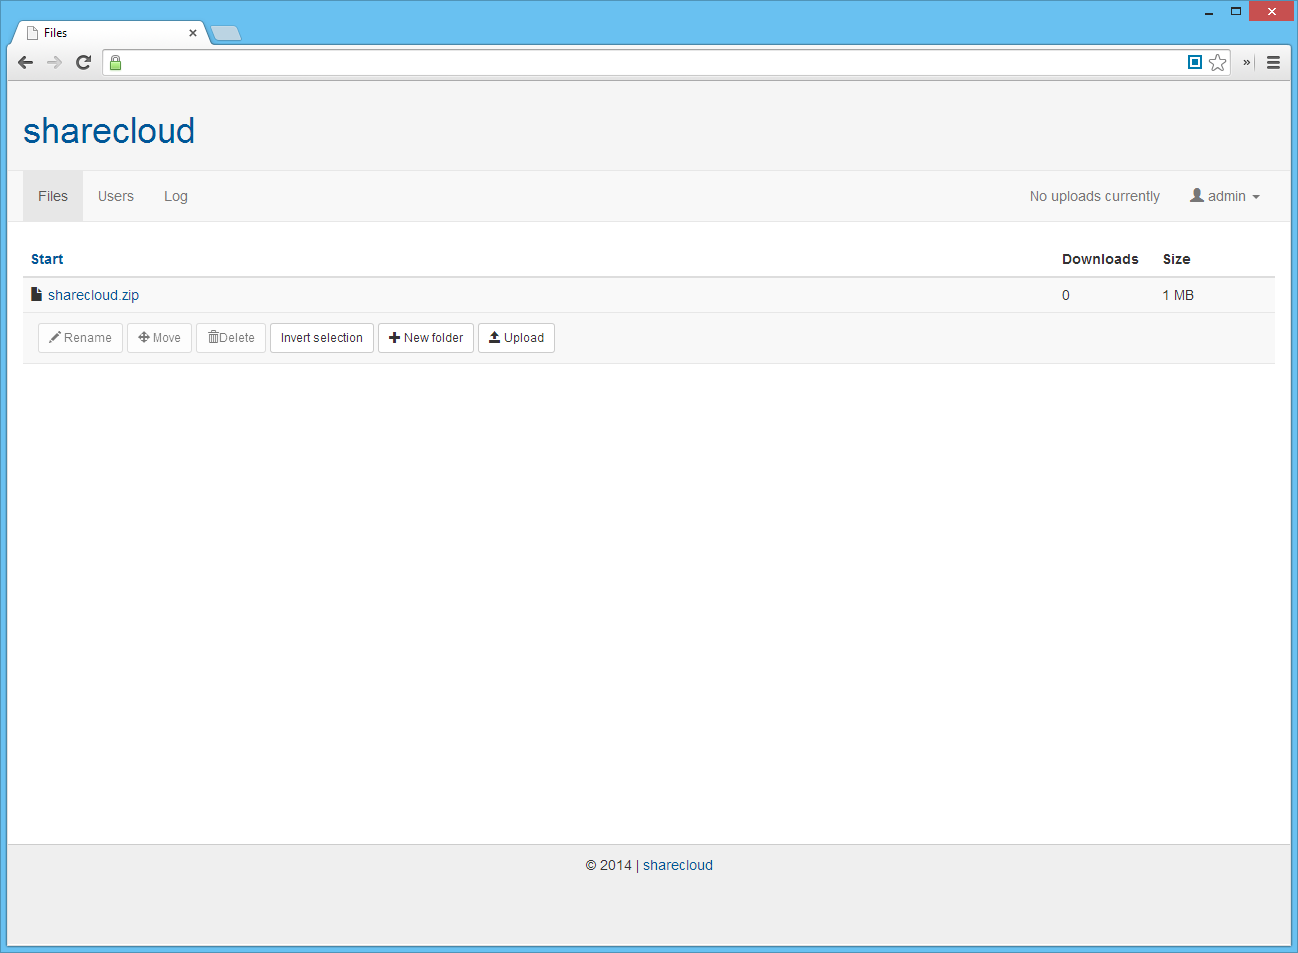 Files
sharecloud
Files Users Log No uploads currently admin
Start Downloads Size
sharecloud.zip 0 1 MB
Rename Move Delete Invert selection New folder Upload
© 2014 | sharecloud